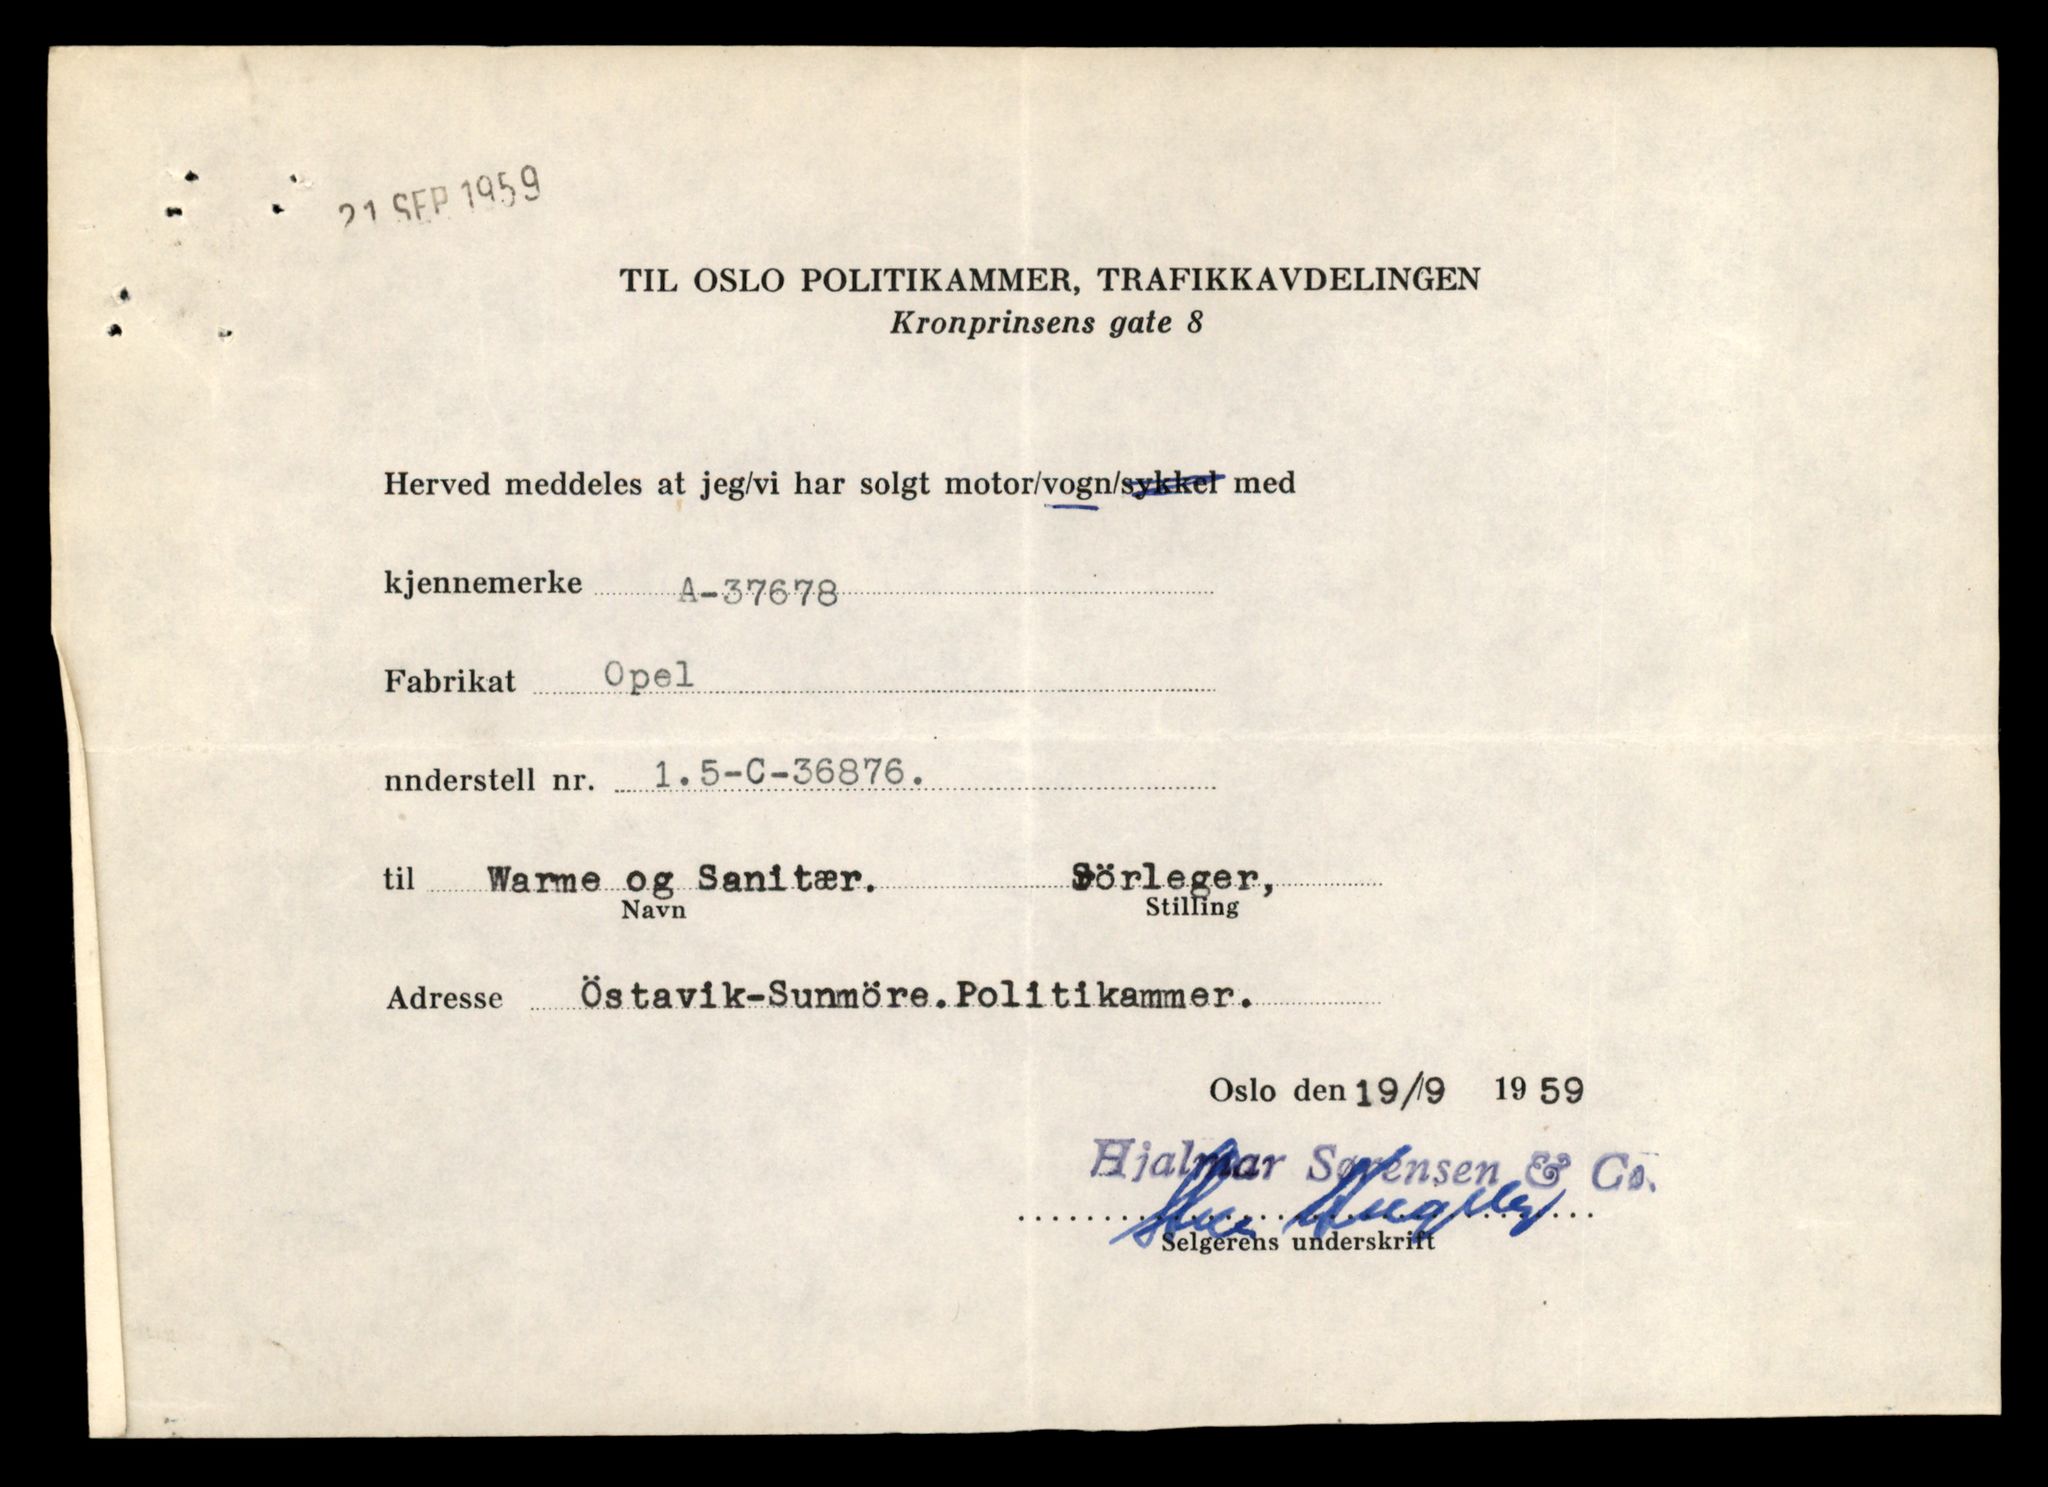 21 SEP 1959
TIL OSLO POLITIKAMMER, TRAFIKKAVDELINGEN
Kronprinsens gate 8
Herved meddeles at jeg/vi har solgt motor/vogn/sykkel med
kjennemerke A-37678
Fabrikat Opel
nnderstell nr. 1.5-C-36876.
til Warme og Sanitær. Rörleger,
Navn Stilling
Adresse Östavik-Sunmöre.Politikammer.
Oslo den 19/9 1959
Hjalmar Sørensen & Co.
Selgerens underskrift